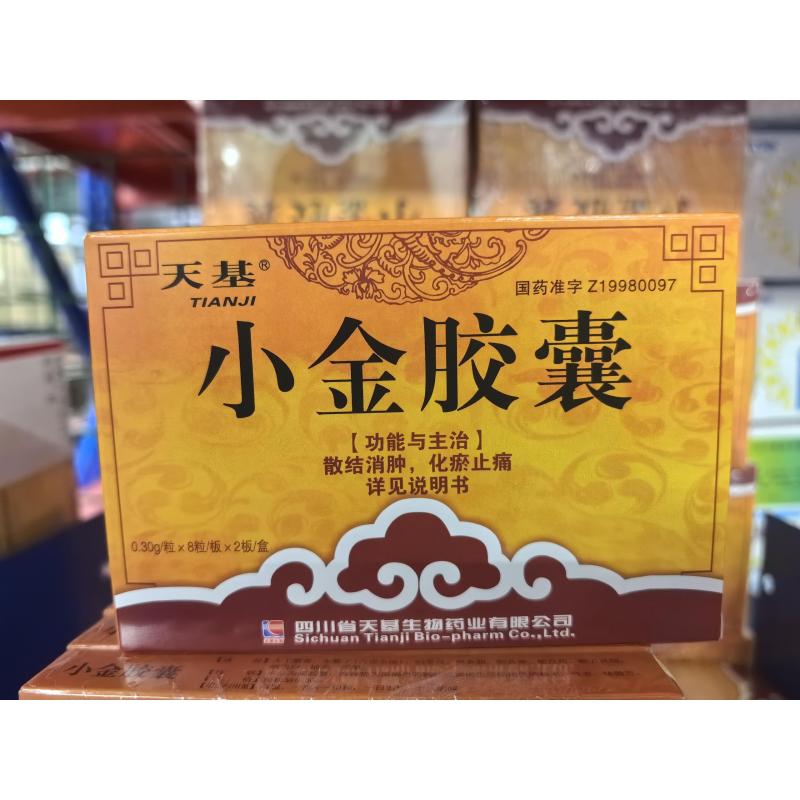 天基®
TIANJI
国药准字 Z19980097
小金胶囊
【功能与主治】
散结消肿，化瘀止痛
详见说明书
0.30g/粒×8粒/板×2板/盒
四川省天基生物药业有限公司
Sichuan Tianji Bio-pharm Co.,Ltd.
小金胶囊